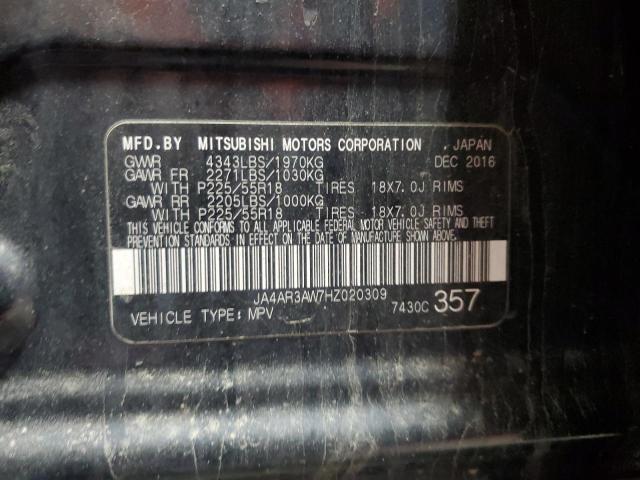 MFD.BY MITSUBISHI MOTORS CORPORATION JAPAN
GVWR 4343LBS/1970KG DEC 2016
GAWR FR 2271LBS/1030KG
WITH P225/55R18 TIRES 18X7.0J RIMS
GAWR RR 2205LBS/1000KG
WITH P225/55R18 TIRES 18X7.0J RIMS
THIS VEHICLE CONFORMS TO ALL APPLICABLE FEDERAL MOTOR VEHICLE SAFETY AND THEFT
PREVENTION STANDARDS IN EFFECT ON THE DATE OF MANUFACTURE SHOWN ABOVE.
JA4AR3AW7HZ020309
VEHICLE TYPE: MPV 7430C 357